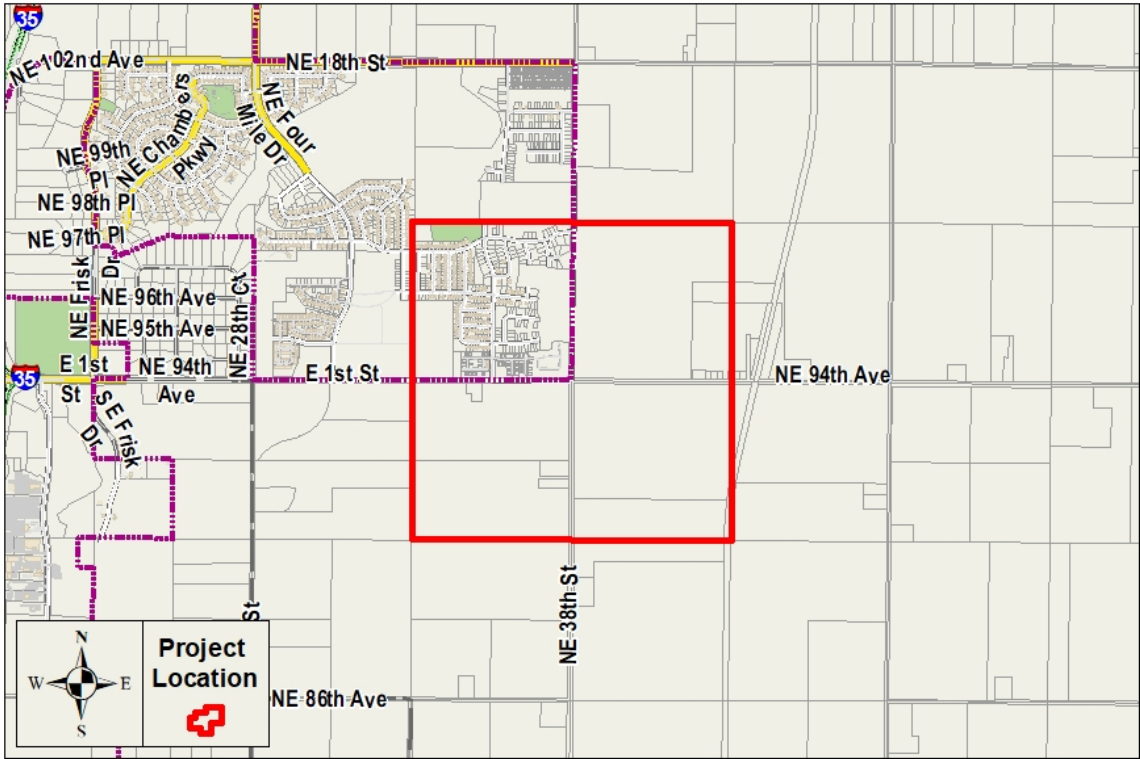 35
NE 102nd Ave
NE 18th St
NE Chambers
Pkwy
NE Four
Mile Dr
NE 99th
Pl
NE 98th Pl
NE 97th Pl
NE Frisk
Dr
NE 96th Ave
NE 28th Ct
NE 95th Ave
E 1st
St
NE 94th
Ave
E 1st St
NE 94th Ave
35
S E Frisk
Dr
NE 38th St
St
NE 86th Ave
N
W
E
S
Project
Location